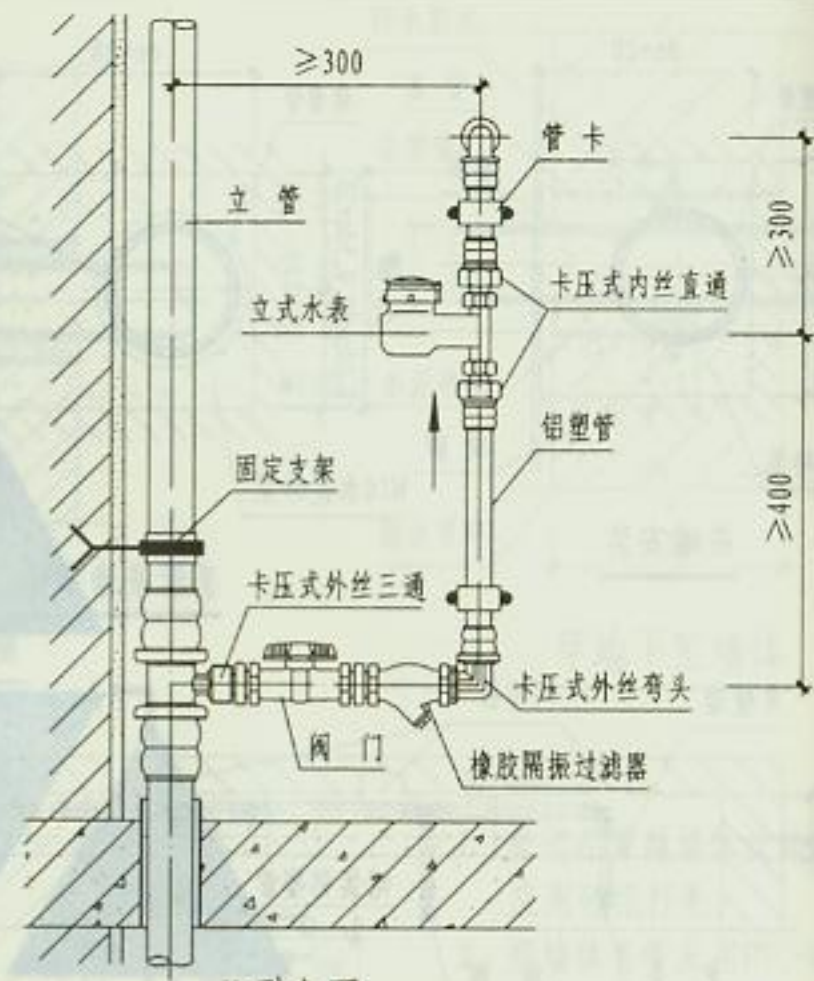 ≥300
管卡
立管
≥300
卡压式内丝直通
立式水表
铝塑管
固定支架
≥400
卡压式外丝三通
卡压式外丝弯头
阀门
橡胶隔振过滤器